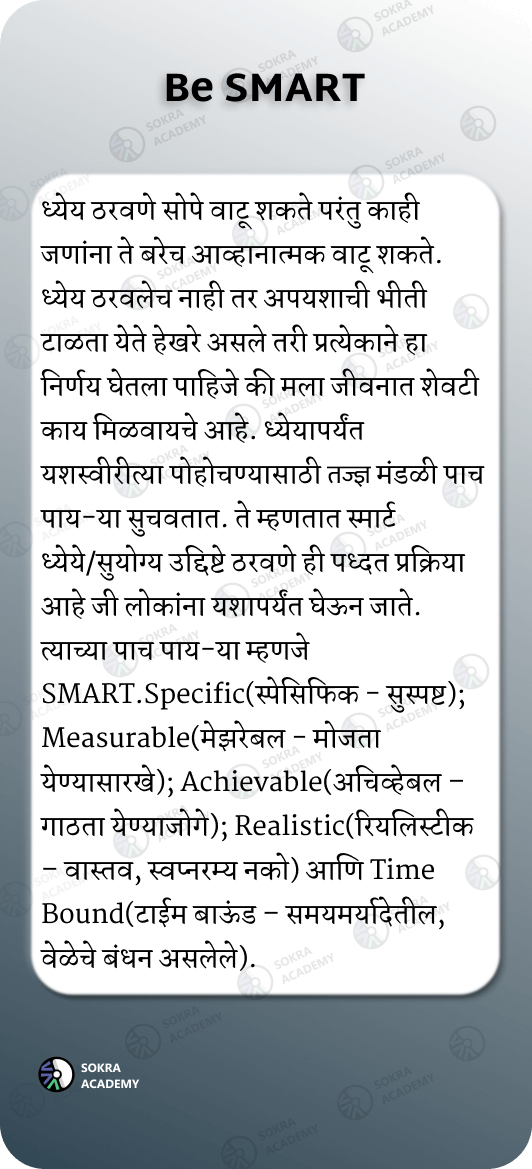 Be SMART
ध्येय ठरवणे सोपे वाटू शकते परंतु काही
जणांना ते बरेच आव्हानात्मक वाटू शकते.
ध्येय ठरवलेच नाही तर अपयशाची भीती
टाळता येते हेखरे असले तरी प्रत्येकाने हा
निर्णय घेतला पाहिजे की मला जीवनात शेवटी
काय मिळवायचे आहे. ध्येयापर्यंत
यशस्वीरीत्या पोहोचण्यासाठी तज्ज्ञ मंडळी पाच
पाय-या सुचवतात. ते म्हणतात स्मार्ट
ध्येये/सुयोग्य उद्दिष्टे ठरवणे ही पध्दत प्रक्रिया
आहे जी लोकांना यशापर्यंत घेऊन जाते.
त्याच्या पाच पाय-या म्हणजे
SMART.Specific(स्पेसिफिक - सुस्पष्ट);
Measurable(मेझरेबल - मोजता
येण्यासारखे); Achievable(अचिव्हेबल -
गाठता येण्याजोगे); Realistic(रियलिस्टीक
- वास्तव, स्वप्नरम्य नको) आणि Time
Bound(टाईम बाऊंड - समयमर्यादेतील,
वेळेचे बंधन असलेले).
SOKRA
ACADEMY